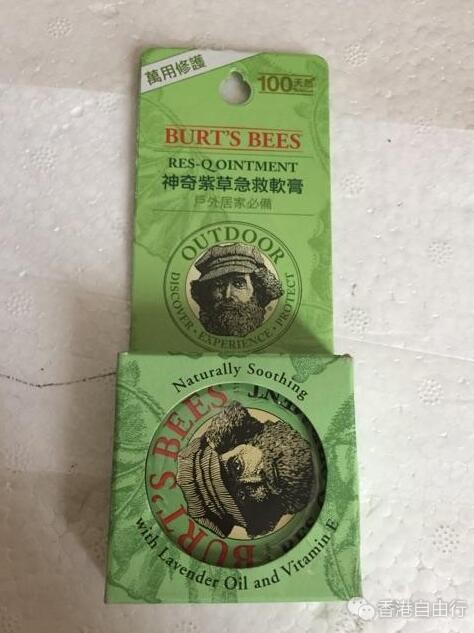 萬用修護
100天然
BURT'S BEES
RES-Q OINTMENT
神奇紫草急救軟膏
戶外居家必備
OUTDOOR
DISCOVER · EXPERIENCE · PROTECT
Naturally Soothing
BURT'S BEES
with Lavender Oil and Vitamin E
香港自由行